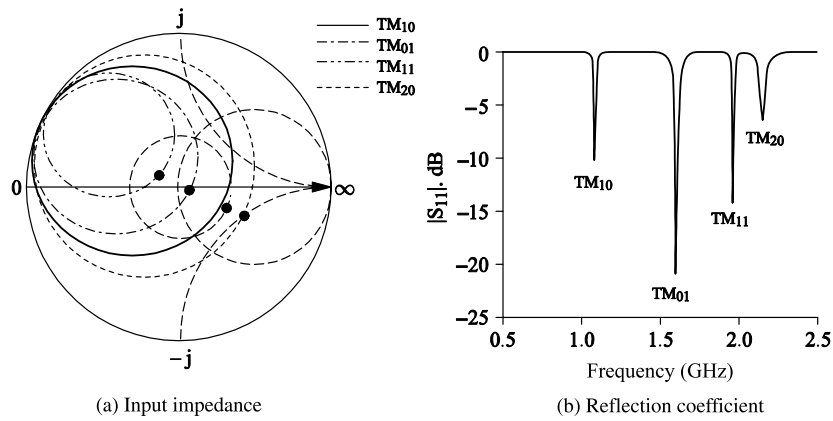 j
0
∞
−j
TM10
TM01
TM11
TM20
(a) Input impedance
|S11|· dB
0
−5
−10
−15
−20
−25
TM10
TM01
TM11
TM20
0.5 1.0 1.5 2.0 2.5
Frequency (GHz)
(b) Reflection coefficient